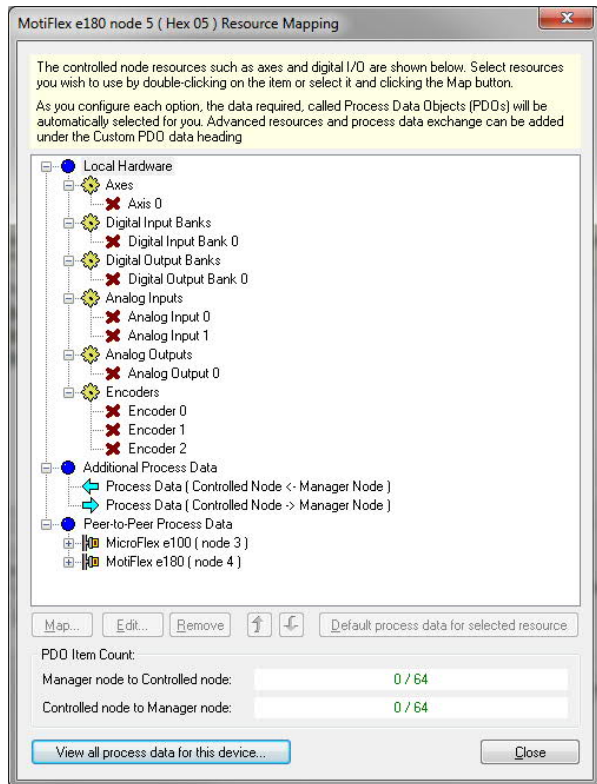 MotiFlex e180 node 5 ( Hex 05 ) Resource Mapping
The controlled node resources such as axes and digital I/O are shown below. Select resources
you wish to use by double-clicking on the item or select it and clicking the Map button.
As you configure each option, the data required, called Process Data Objects (PDOs) will be
automatically selected for you. Advanced resources and process data exchange can be added
under the Custom PDO data heading
Local Hardware
Axes
Axis 0
Digital Input Banks
Digital Input Bank 0
Digital Output Banks
Digital Output Bank 0
Analog Inputs
Analog Input 0
Analog Input 1
Analog Outputs
Analog Output 0
Encoders
Encoder 0
Encoder 1
Encoder 2
Additional Process Data
Process Data ( Controlled Node <- Manager Node )
Process Data ( Controlled Node -> Manager Node )
Peer-to-Peer Process Data
MicroFlex e100 ( node 3 )
MotiFlex e180 ( node 4 )
Map... Edit... Remove Default process data for selected resource
PDO Item Count:
Manager node to Controlled node: 0 / 64
Controlled node to Manager node: 0 / 64
View all process data for this device... Close